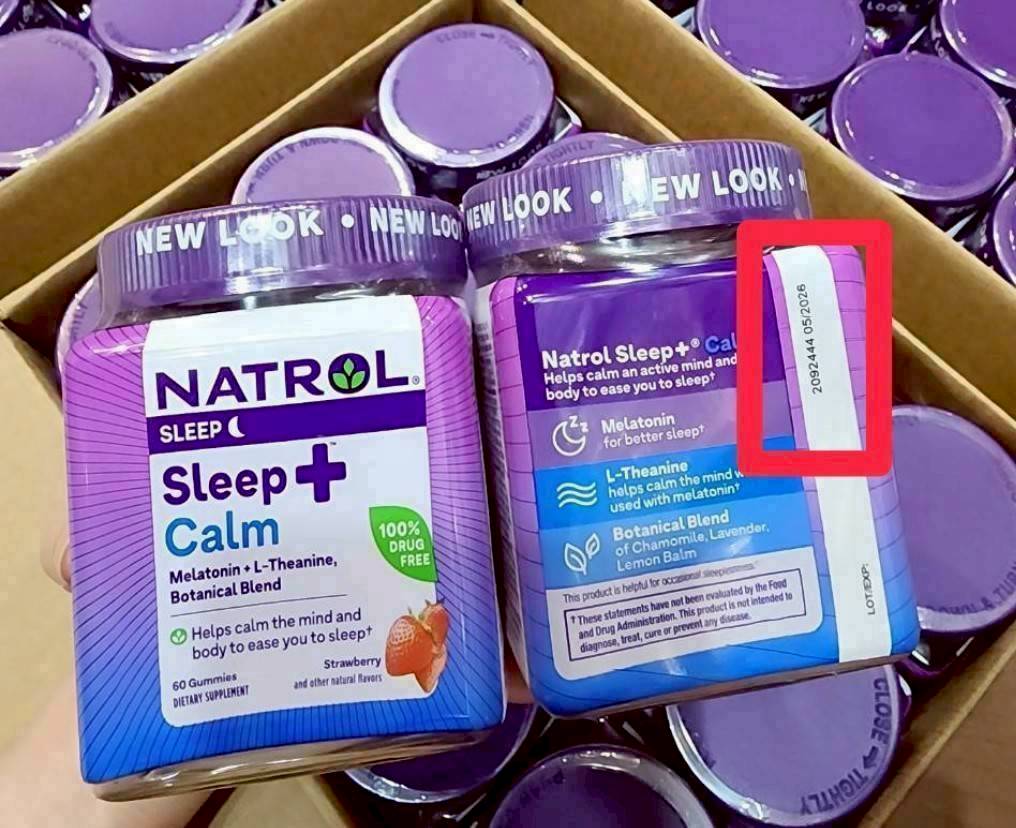 NEW LOOK • NEW LOO
NATROL®
SLEEP
Sleep+™
Calm
Melatonin + L-Theanine,
Botanical Blend
100%
DRUG
FREE
Helps calm the mind and
body to ease you to sleep†
Strawberry
and other natural flavors
60 Gummies
DIETARY SUPPLEMENT
NEW LOOK • NEW LOOK •
Natrol Sleep+® Cal
Helps calm an active mind and
body to ease you to sleep†
Melatonin
for better sleep†
L-Theanine
helps calm the mind w
used with melatonin†
Botanical Blend
of Chamomile, Lavender,
Lemon Balm
This product is helpful for occasional sleeplessness.†
† These statements have not been evaluated by the Food
and Drug Administration. This product is not intended to
diagnose, treat, cure or prevent any disease.
2092444 05/2026
LOT/EXP:
CLOSE → TIGHTLY
TIGHTLY
CLOSE → TIGHTLY